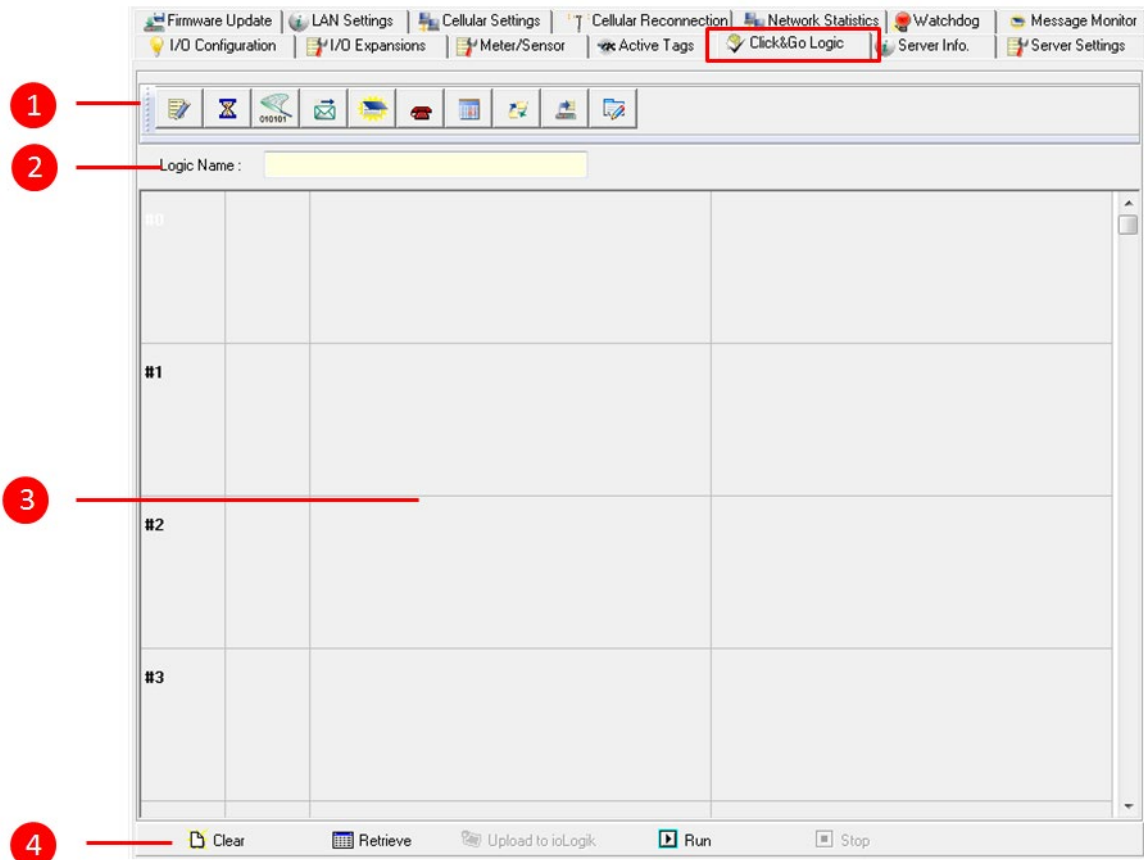 Firmware Update LAN Settings Cellular Settings Cellular Reconnection Network Statistics Watchdog Message Monitor
I/O Configuration I/O Expansions Meter/Sensor Active Tags Click&Go Logic Server Info. Server Settings
1
010101
2 Logic Name :
#0
#1
3
#2
#3
4 Clear Retrieve Upload to ioLogik Run Stop